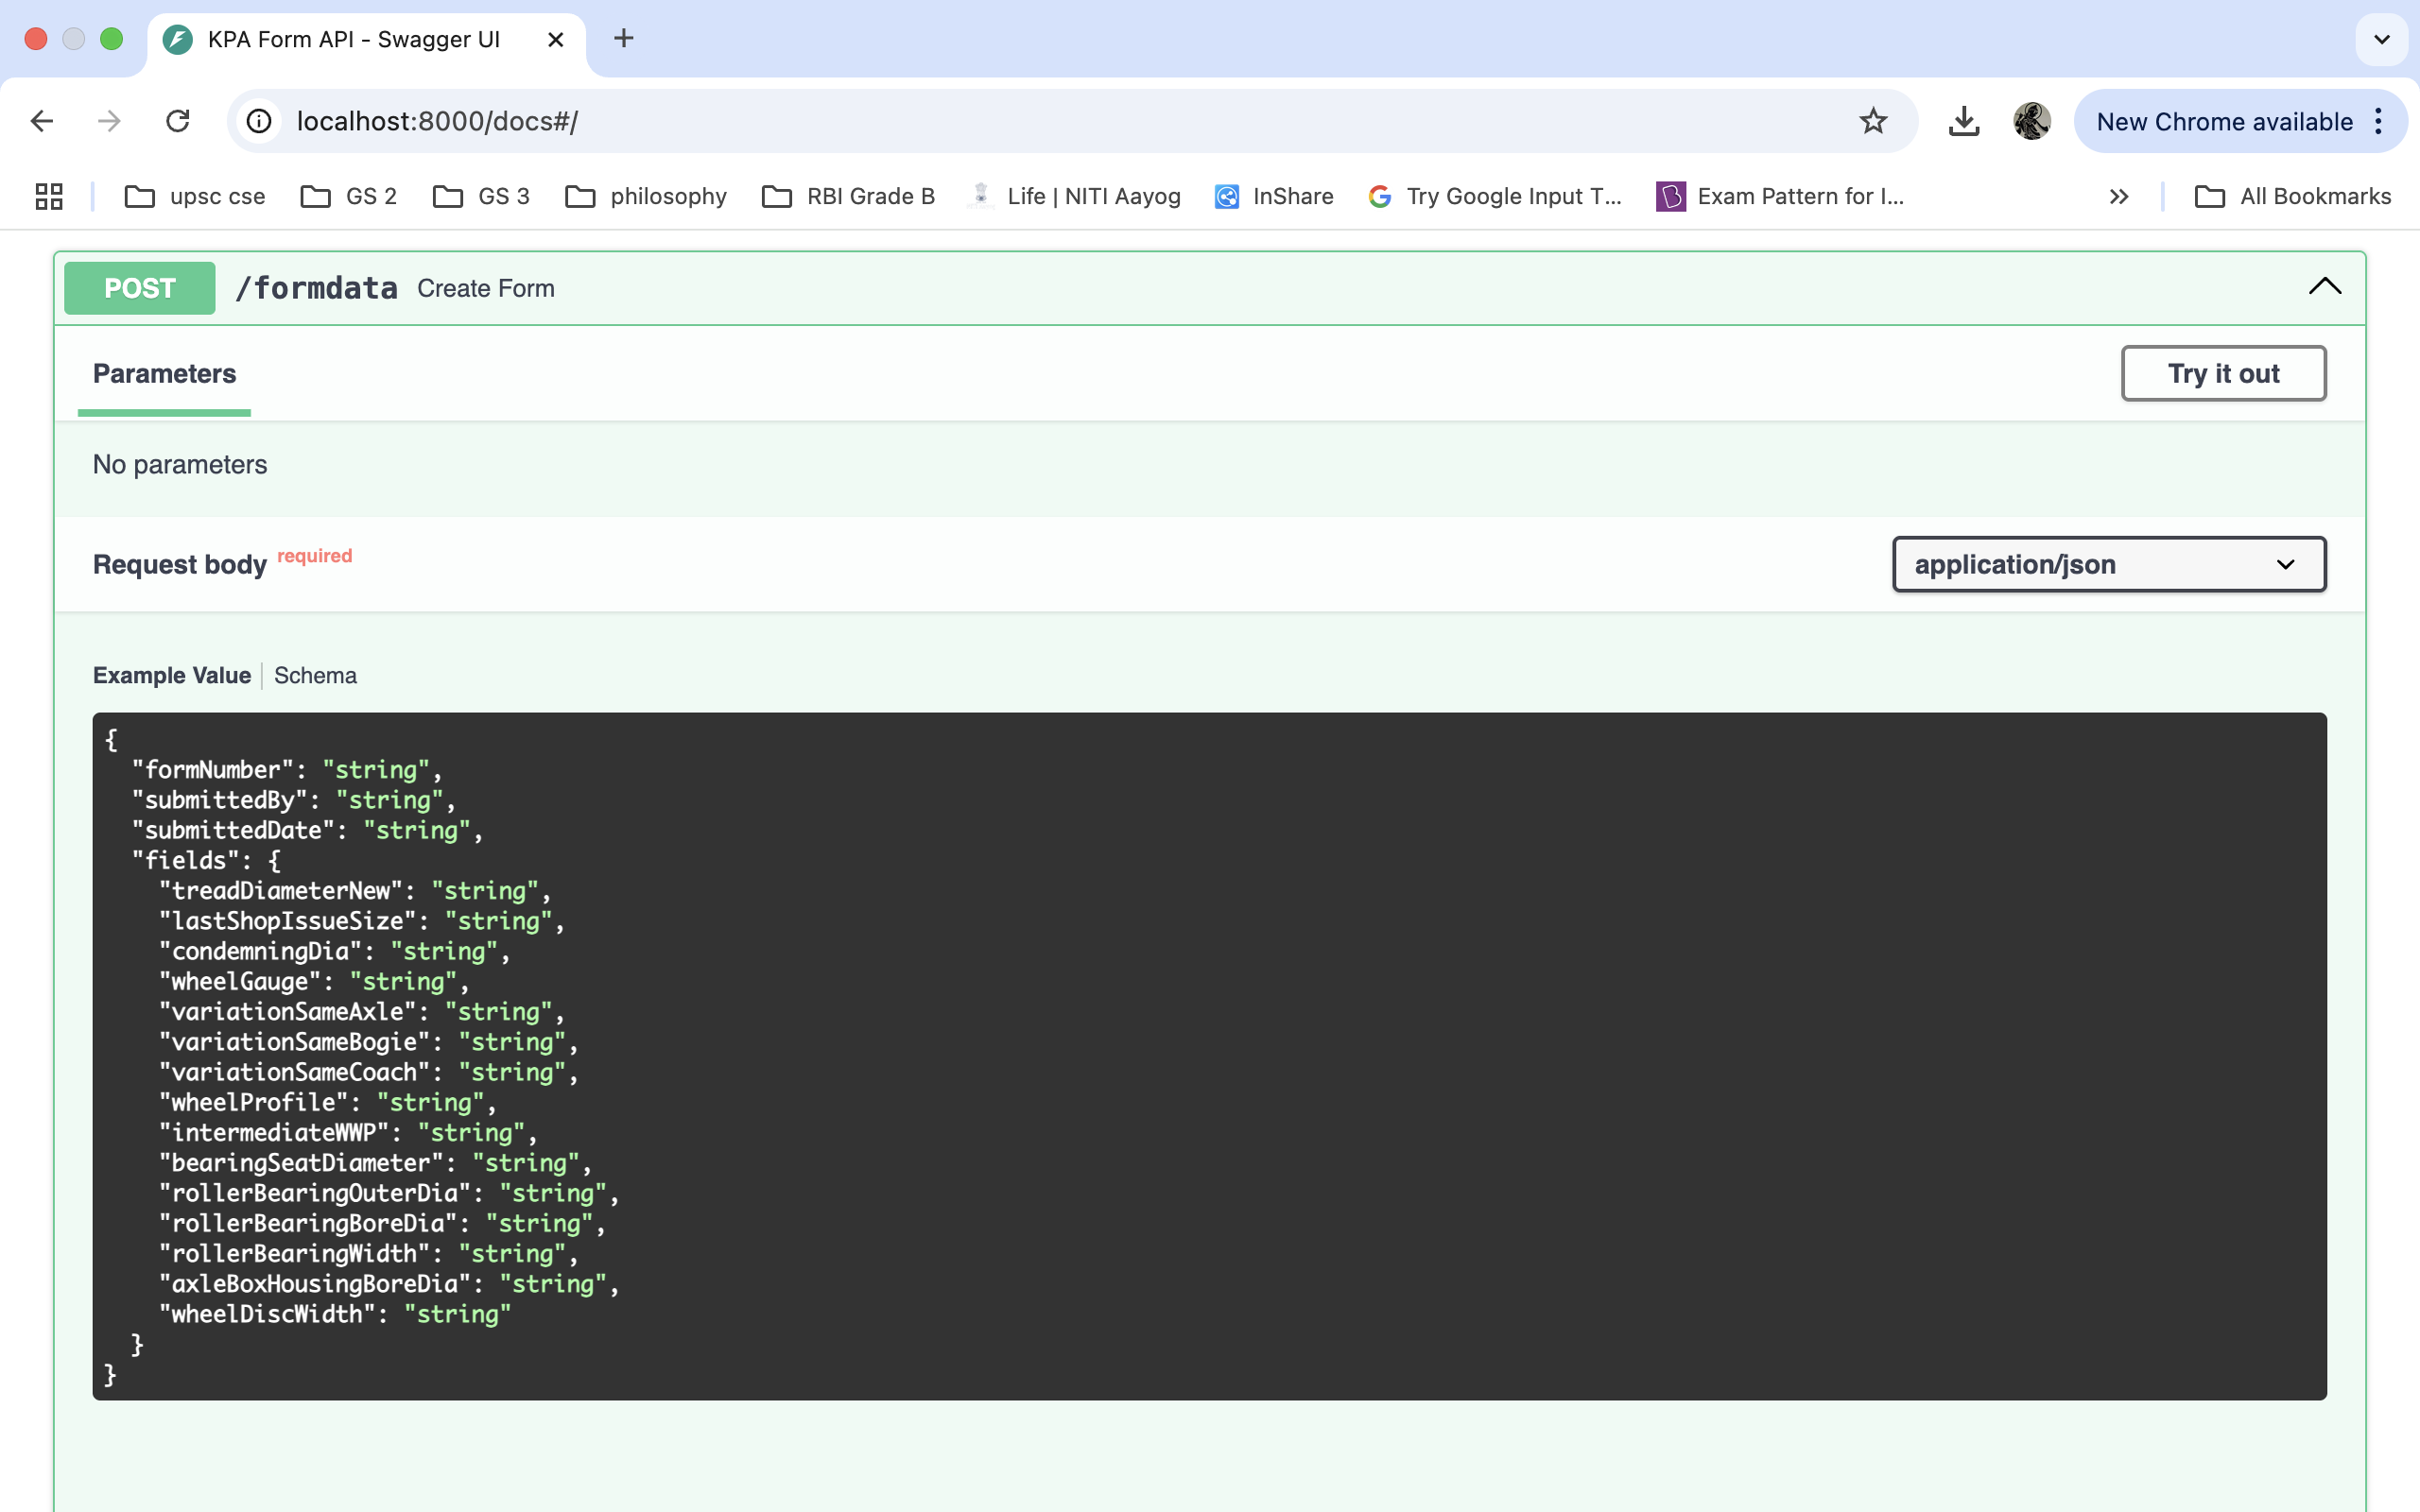 KPA Form API - Swagger UI
localhost:8000/docs#/
New Chrome available
upsc cse
GS 2
GS 3
philosophy
RBI Grade B
Life | NITI Aayog
InShare
Try Google Input T...
Exam Pattern for I...
All Bookmarks
POST /formdata Create Form
Parameters
Try it out
No parameters
Request body required
application/json
Example Value Schema
{
  "formNumber": "string",
  "submittedBy": "string",
  "submittedDate": "string",
  "fields": {
    "treadDiameterNew": "string",
    "lastShopIssueSize": "string",
    "condemningDia": "string",
    "wheelGauge": "string",
    "variationSameAxle": "string",
    "variationSameBogie": "string",
    "variationSameCoach": "string",
    "wheelProfile": "string",
    "intermediateWWP": "string",
    "bearingSeatDiameter": "string",
    "rollerBearingOuterDia": "string",
    "rollerBearingBoreDia": "string",
    "rollerBearingWidth": "string",
    "axleBoxHousingBoreDia": "string",
    "wheelDiscWidth": "string"
  }
}